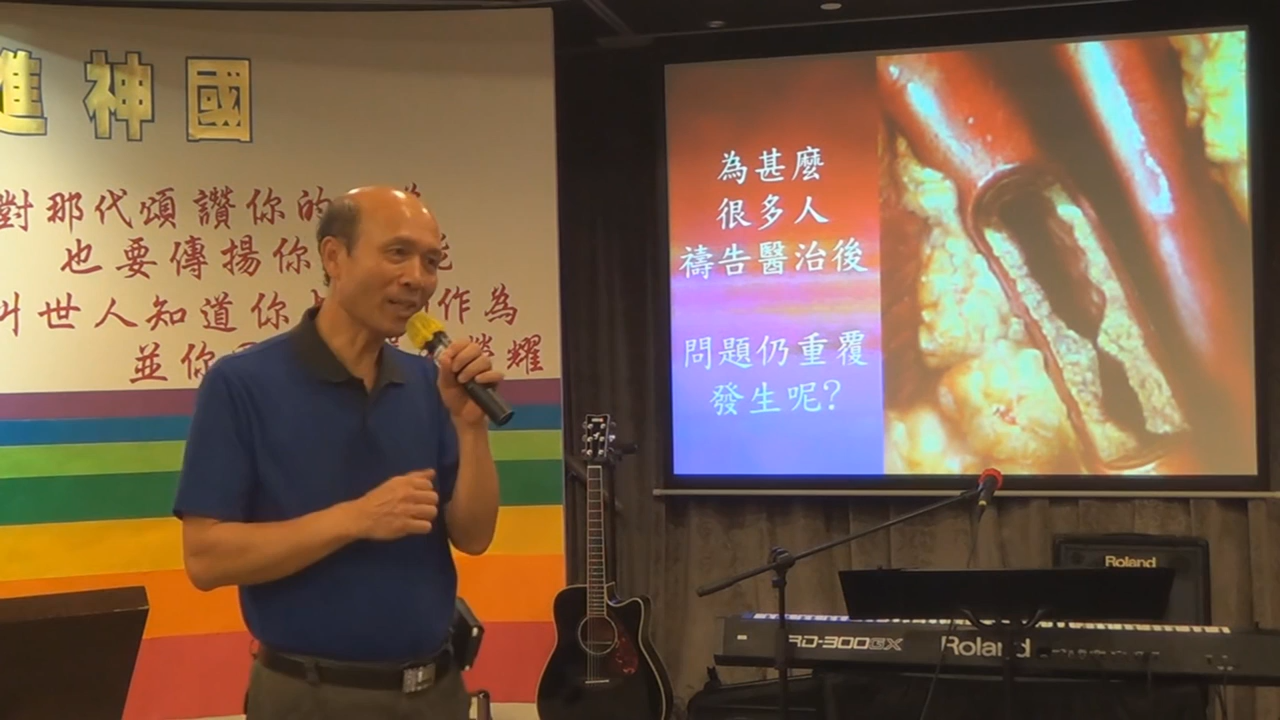 進神國
對那代頌讚你的
也要傳揚你
叫世人知道你 作為
並你 榮耀
為甚麼
很多人
禱告醫治後
問題仍重覆
發生呢?
Roland
RD-300GX Roland